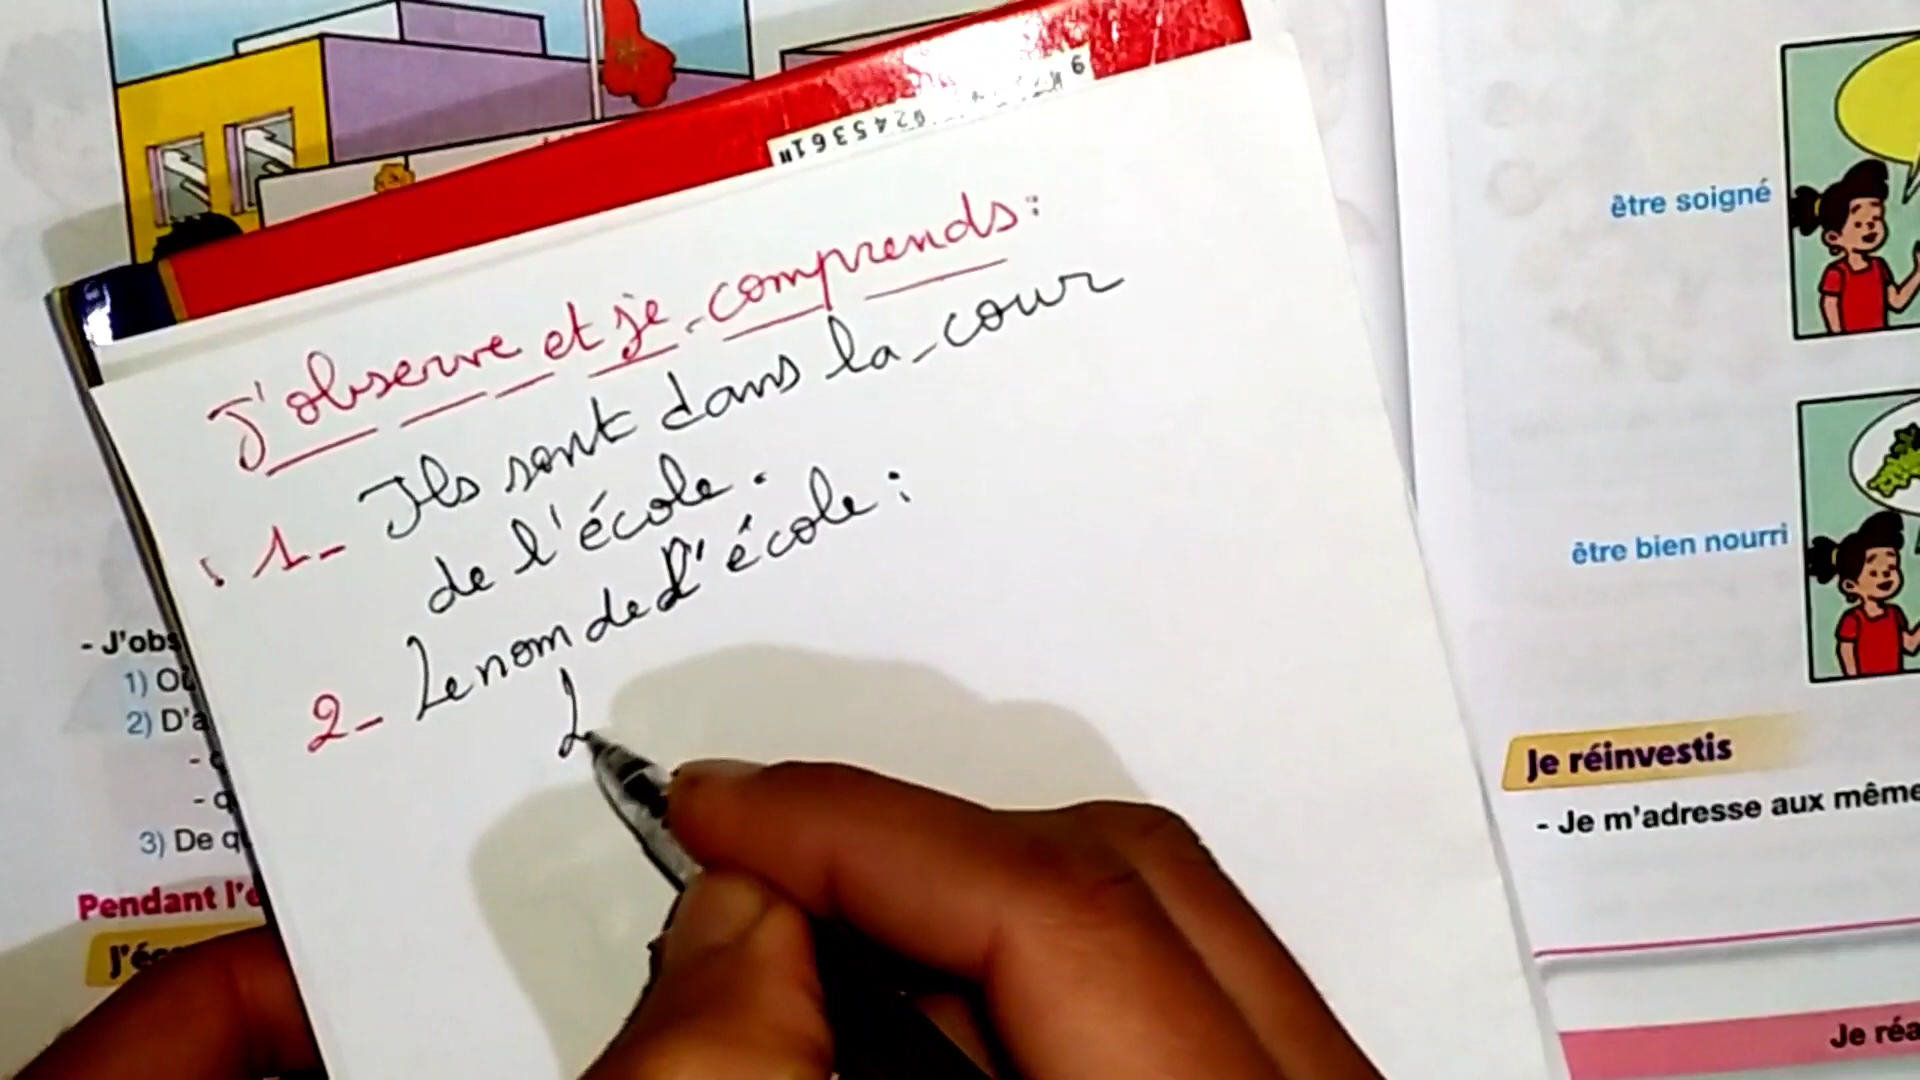 J'observe et je comprends:
1- Ils sont dans la cour
de l'école.
2- Le nom de l'école:
L
- J'obs
1) Où
2) D'a
3) De q
Pendant l'é
J'éc
être soigné
être bien nourri
Je réinvestis
- Je m'adresse aux même
Je réa